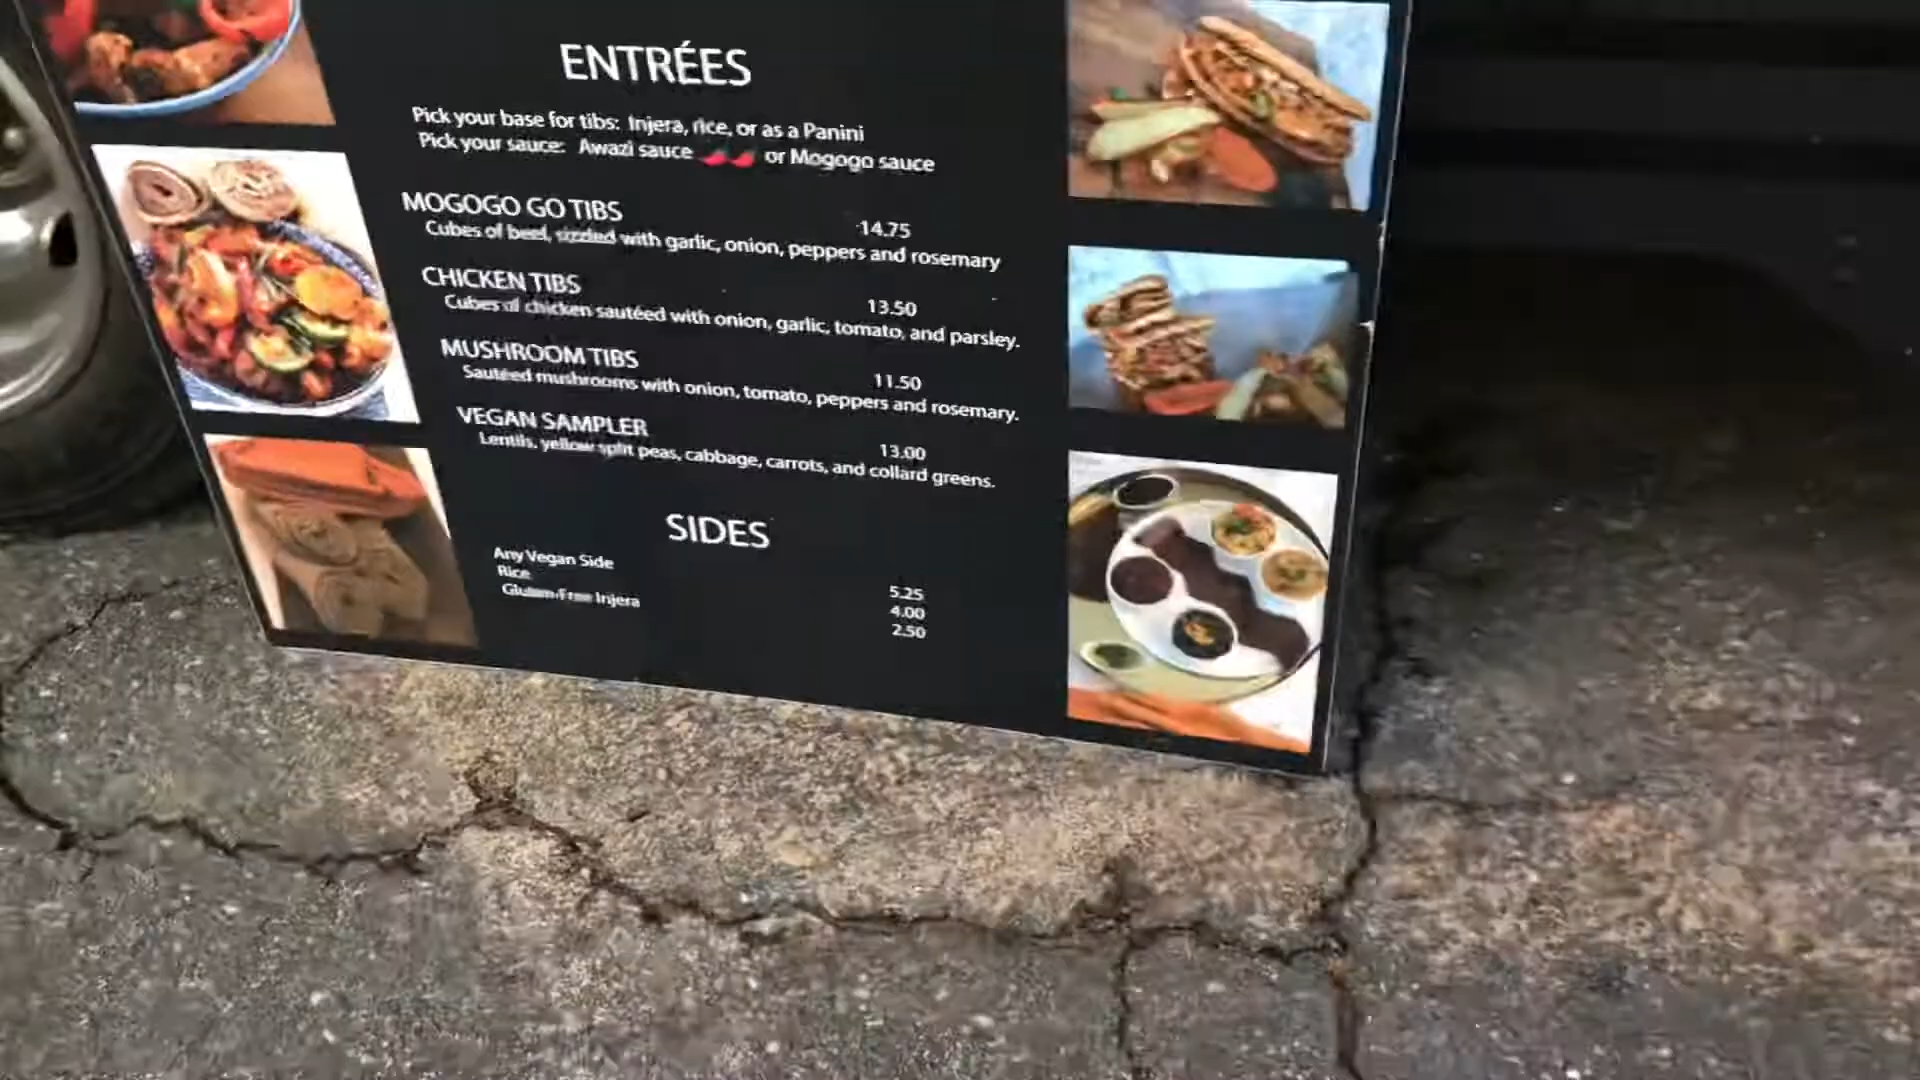 ENTRÉES
Pick your base for tibs: Injera, rice, or as a Panini
Pick your sauce: Awazi sauce or Mogogo sauce
MOGOGO GO TIBS 14.75
Cubes of beef, sizzled with garlic, onion, peppers and rosemary
CHICKEN TIBS 13.50
Cubes of chicken sautéed with onion, garlic, tomato, and parsley.
MUSHROOM TIBS 11.50
Sautéed mushrooms with onion, tomato, peppers and rosemary.
VEGAN SAMPLER 13.00
Lentils, yellow split peas, cabbage, carrots, and collard greens.
SIDES
Any Vegan Side 5.25
Rice 4.00
Gluten-Free Injera 2.50